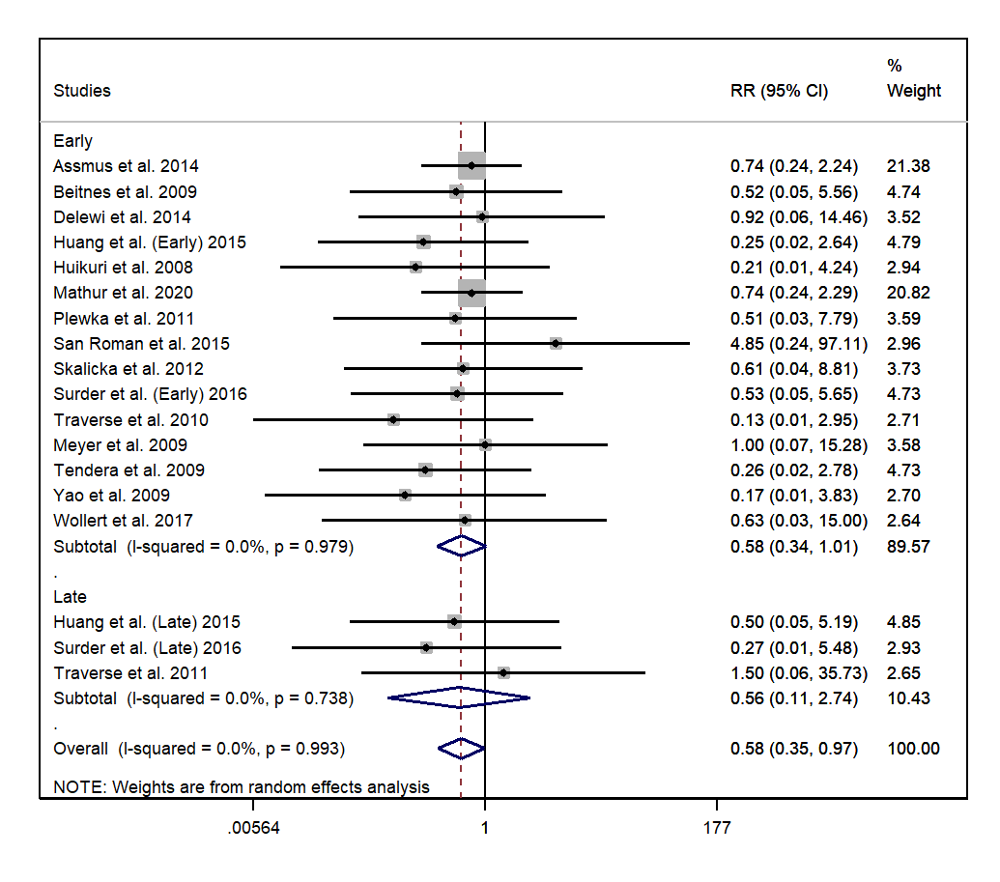 %
Studies RR (95% CI) Weight
Early
Assmus et al. 2014 0.74 (0.24, 2.24) 21.38
Beitnes et al. 2009 0.52 (0.05, 5.56) 4.74
Delewi et al. 2014 0.92 (0.06, 14.46) 3.52
Huang et al. (Early) 2015 0.25 (0.02, 2.64) 4.79
Huikuri et al. 2008 0.21 (0.01, 4.24) 2.94
Mathur et al. 2020 0.74 (0.24, 2.29) 20.82
Plewka et al. 2011 0.51 (0.03, 7.79) 3.59
San Roman et al. 2015 4.85 (0.24, 97.11) 2.96
Skalicka et al. 2012 0.61 (0.04, 8.81) 3.73
Surder et al. (Early) 2016 0.53 (0.05, 5.65) 4.73
Traverse et al. 2010 0.13 (0.01, 2.95) 2.71
Meyer et al. 2009 1.00 (0.07, 15.28) 3.58
Tendera et al. 2009 0.26 (0.02, 2.78) 4.73
Yao et al. 2009 0.17 (0.01, 3.83) 2.70
Wollert et al. 2017 0.63 (0.03, 15.00) 2.64
Subtotal (I-squared = 0.0%, p = 0.979) 0.58 (0.34, 1.01) 89.57
.
Late
Huang et al. (Late) 2015 0.50 (0.05, 5.19) 4.85
Surder et al. (Late) 2016 0.27 (0.01, 5.48) 2.93
Traverse et al. 2011 1.50 (0.06, 35.73) 2.65
Subtotal (I-squared = 0.0%, p = 0.738) 0.56 (0.11, 2.74) 10.43
.
Overall (I-squared = 0.0%, p = 0.993) 0.58 (0.35, 0.97) 100.00
NOTE: Weights are from random effects analysis
.00564 1 177